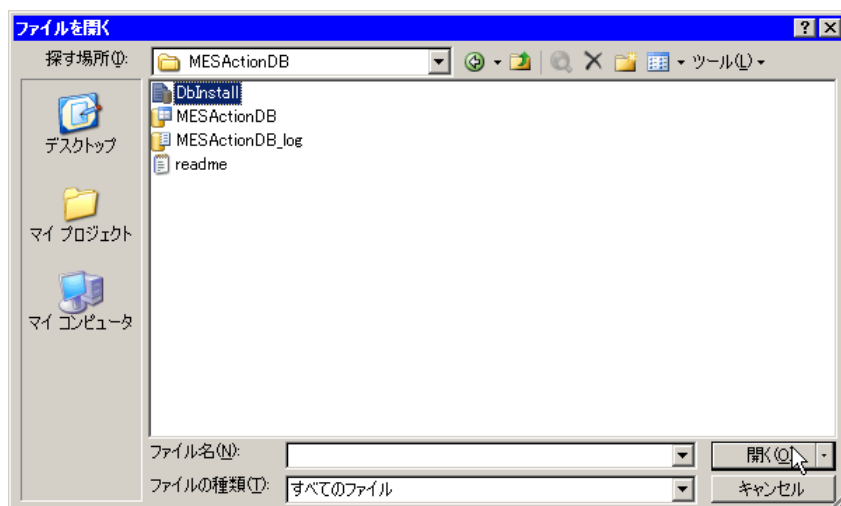 ファイルを開く
探す場所(I):
MESActionDB
ツール(L)
DbInstall
MESActionDB
MESActionDB_log
readme
デスクトップ
マイ プロジェクト
マイ コンピュータ
ファイル名(N):
開く(O)
ファイルの種類(T):
すべてのファイル
キャンセル